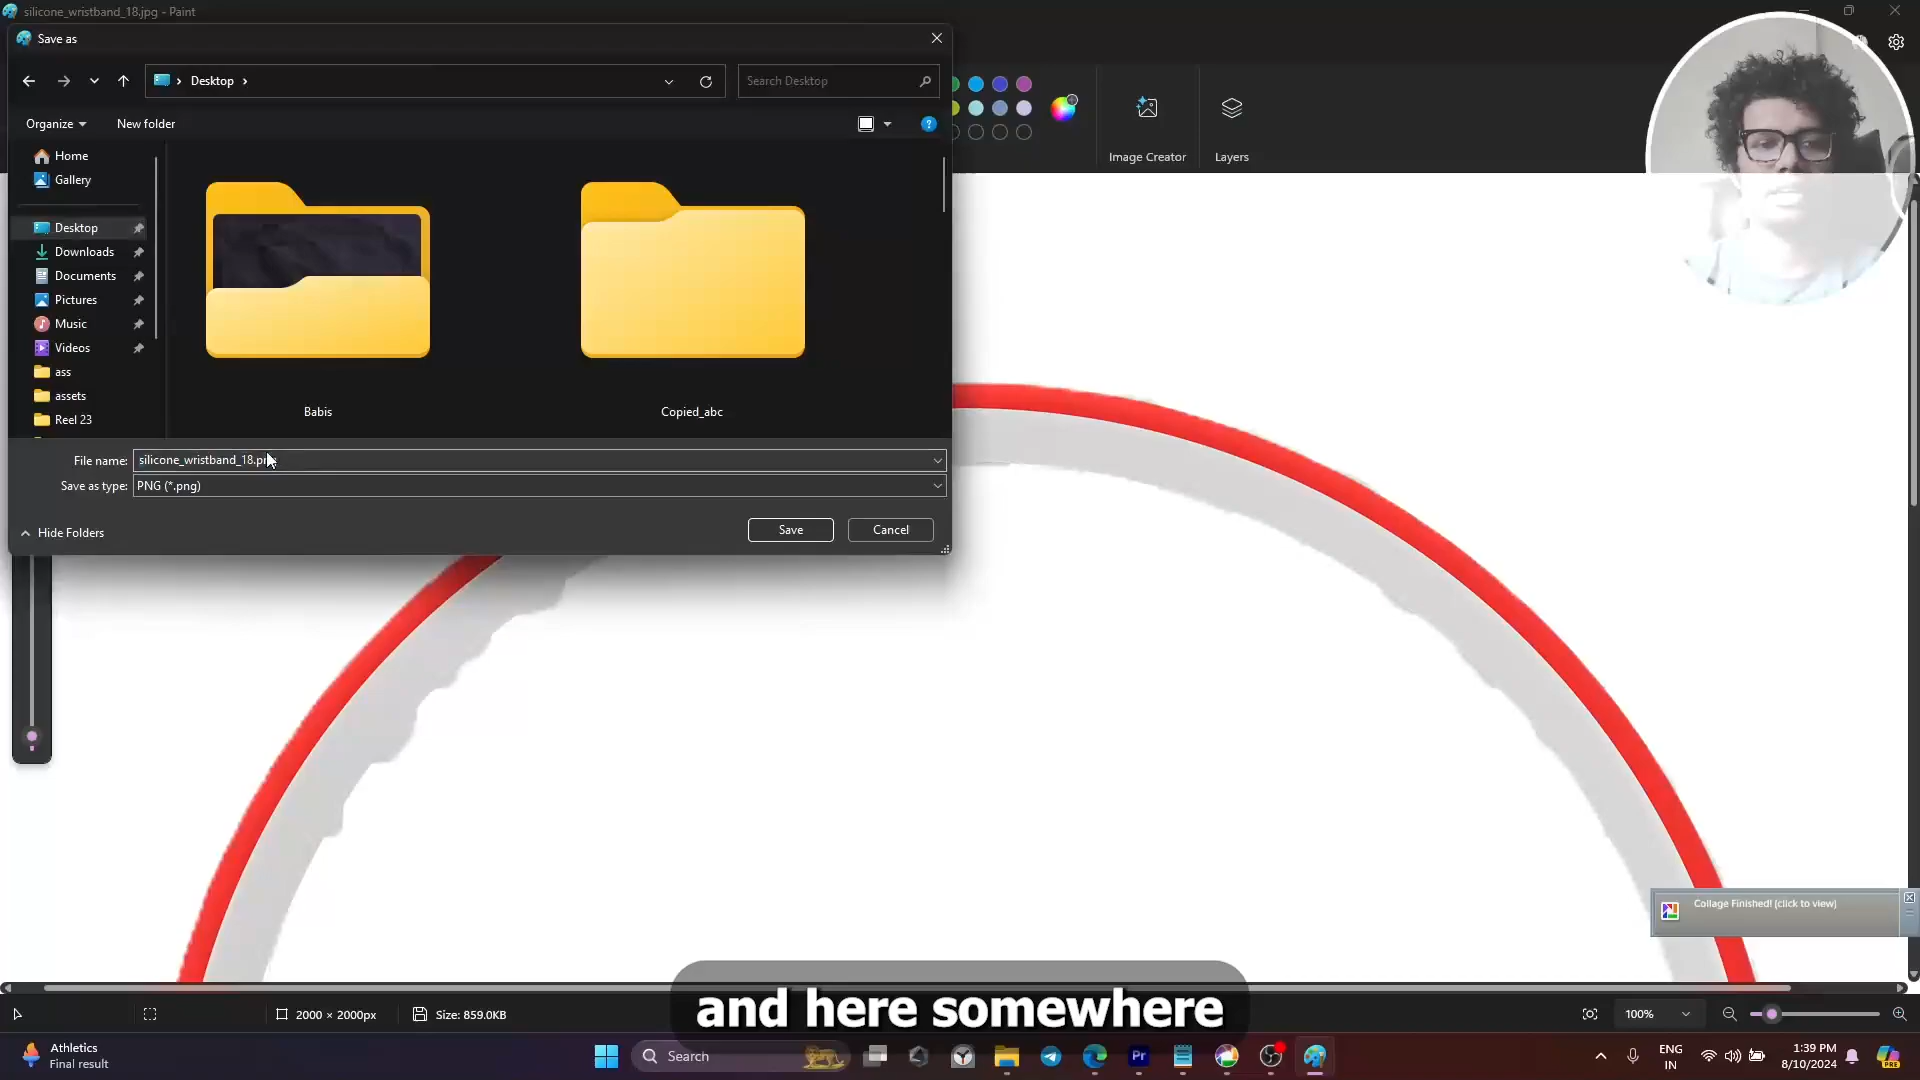 silicone_wristband_18.jpg - Paint
Save as
Desktop
Search Desktop
Organize
New folder
Image Creator
Layers
Home
Gallery
Desktop
Downloads
Documents
Pictures
Music
Videos
ass
assets
Reel 23
Babis
Copied_abc
File name:
silicone_wristband_18.png
Save as type:
PNG (*.png)
Hide Folders
Save
Cancel
Collage Finished! (click to view)
and here somewhere
2000 × 2000px
Size: 859.0KB
100%
Athletics
Final result
Search
Pr
ENG
IN
1:39 PM
8/10/2024
PRE